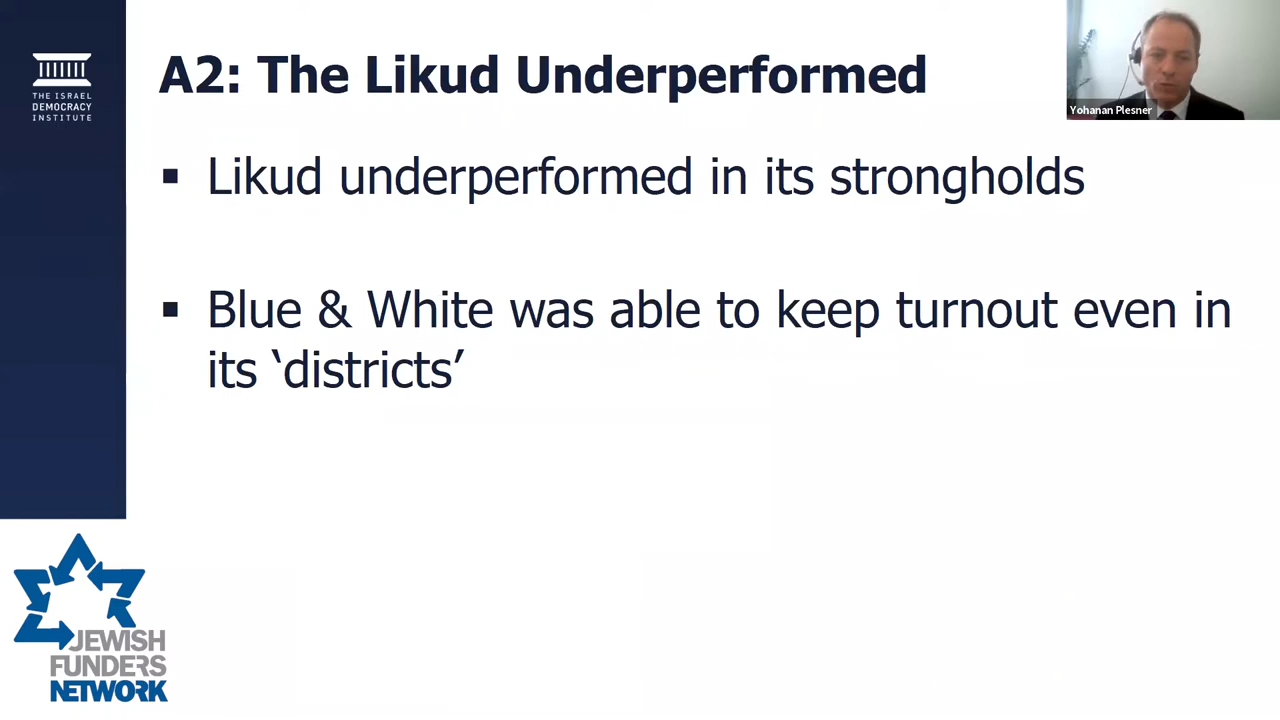 THE ISRAEL
DEMOCRACY
INSTITUTE
A2: The Likud Underperformed
Yohanan Plesner
▪ Likud underperformed in its strongholds
▪ Blue & White was able to keep turnout even in
its ‘districts’
JEWISH
FUNDERS
NETWORK